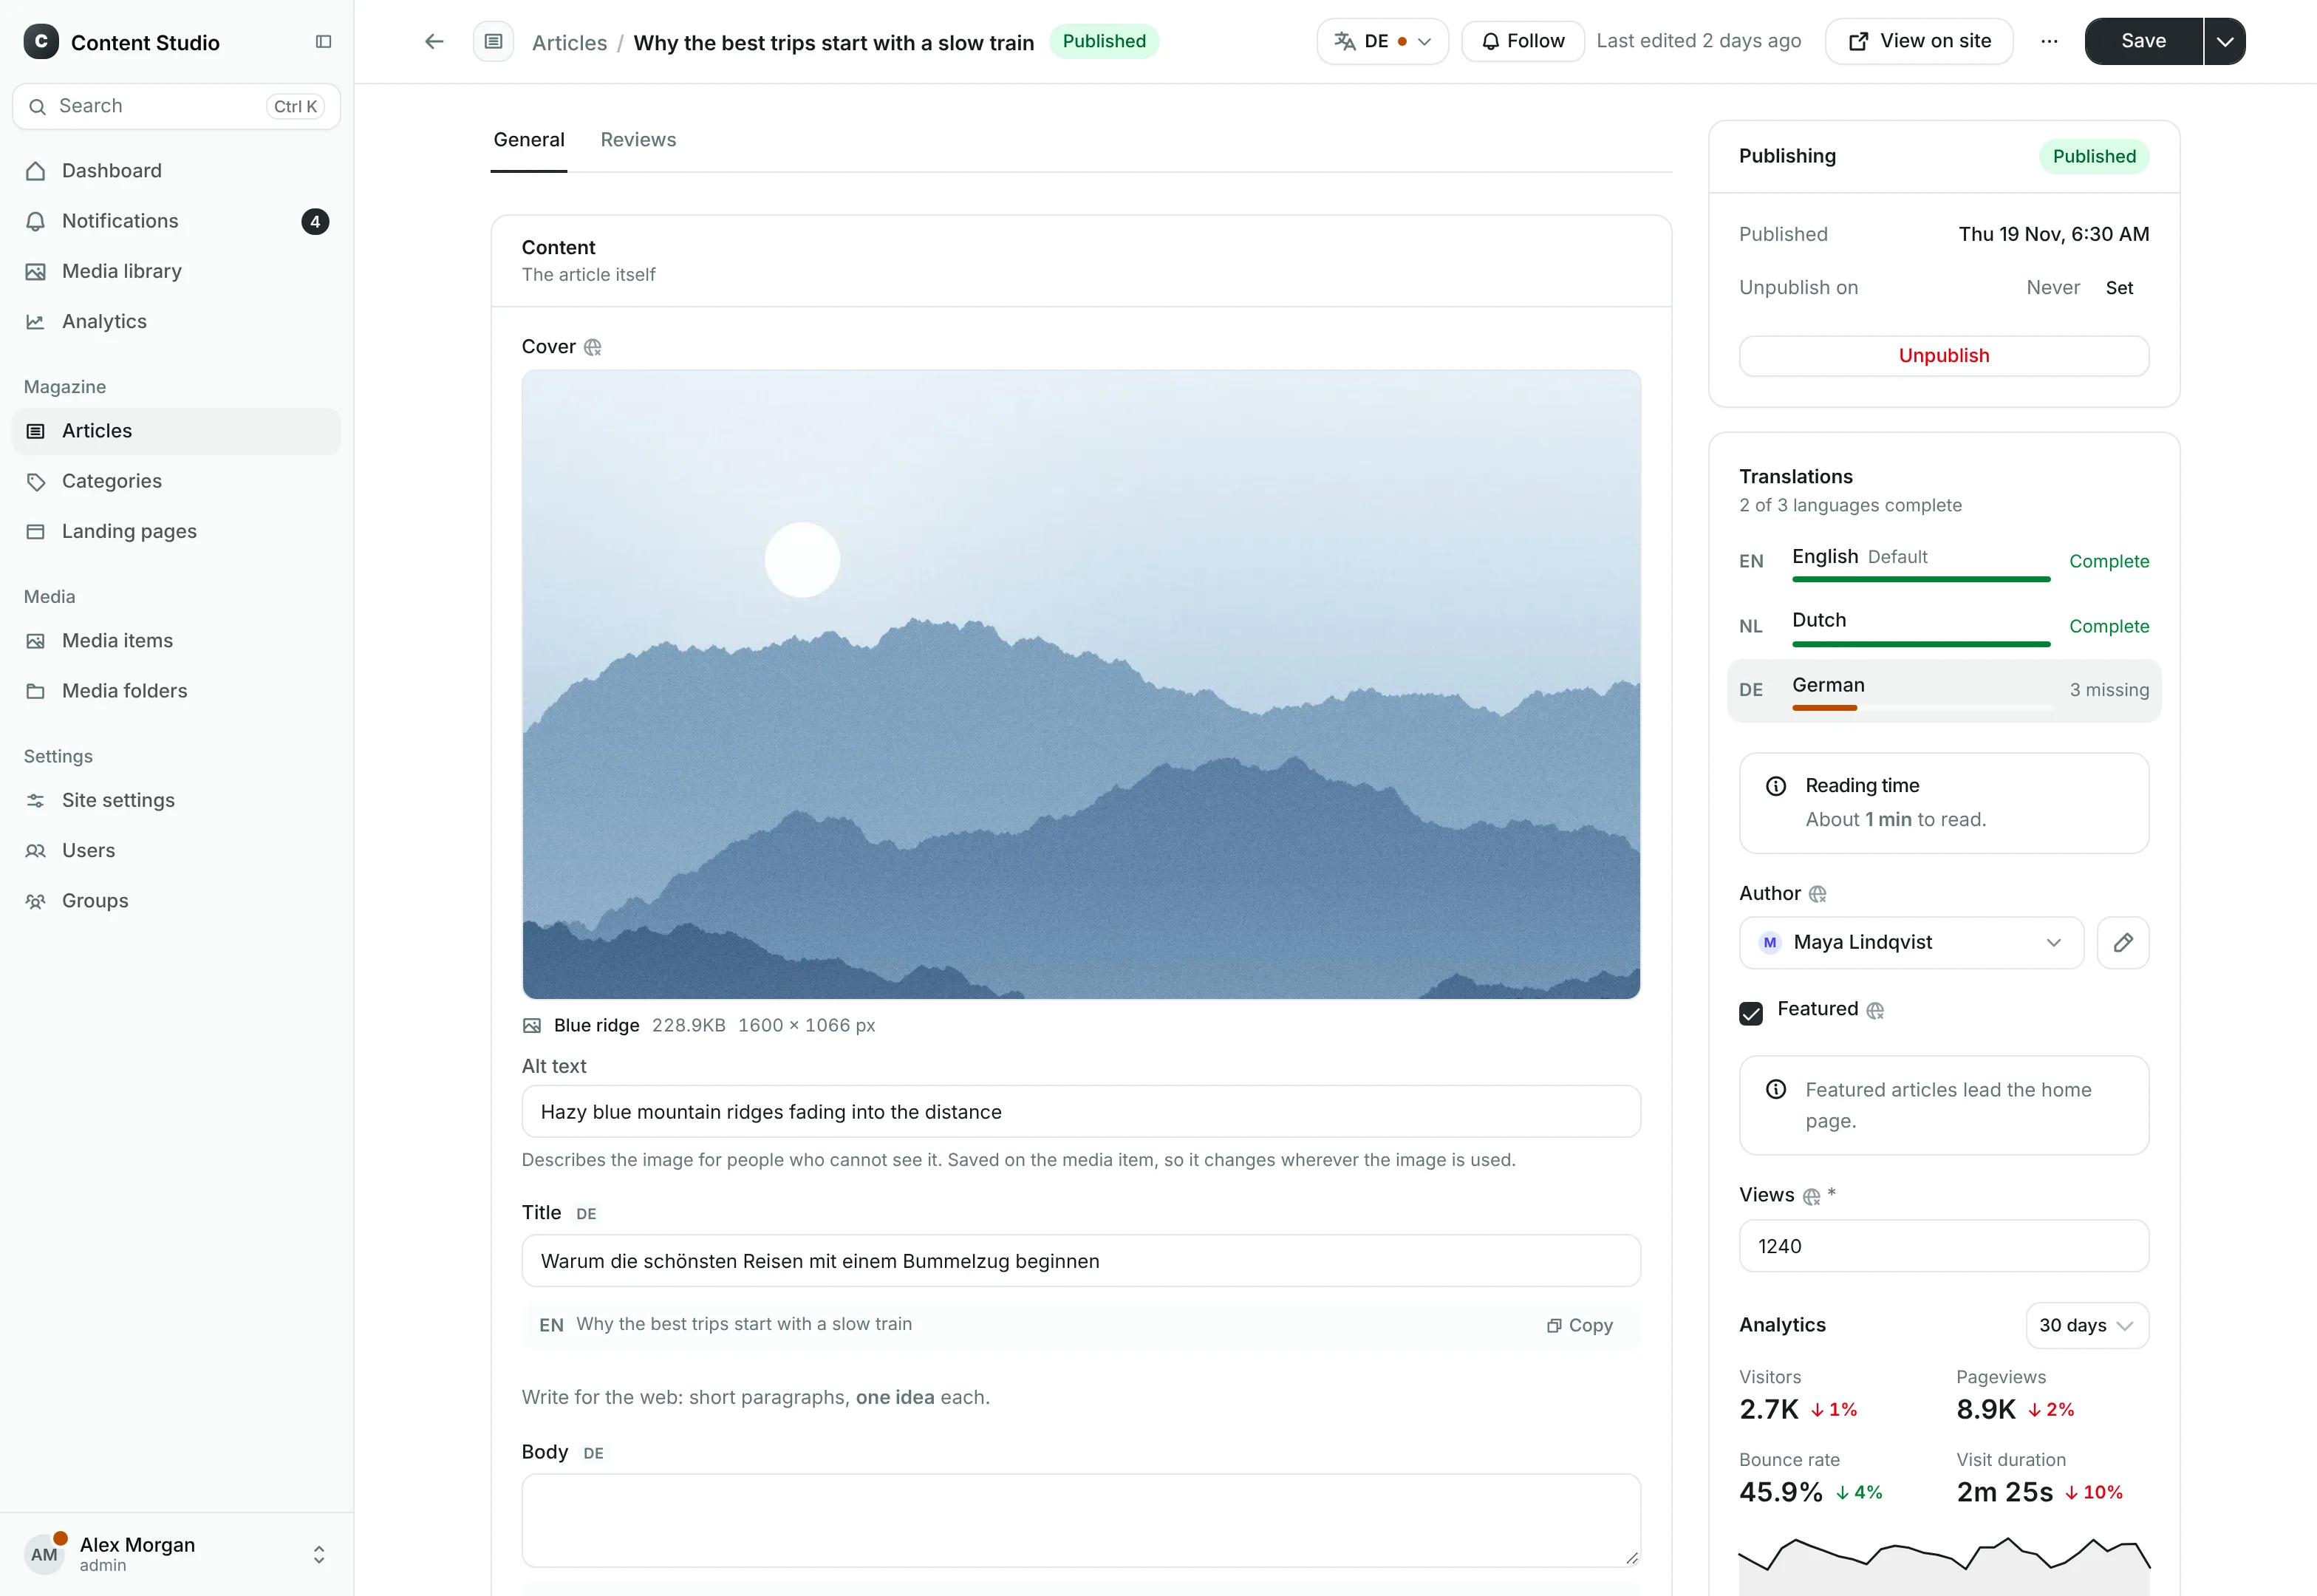 C Content Studio
Search Ctrl K
Dashboard
Notifications 4
Media library
Analytics
Magazine
Articles
Categories
Landing pages
Media
Media items
Media folders
Settings
Site settings
Users
Groups
AM Alex Morgan
admin
Articles / Why the best trips start with a slow train Published
DE Follow Last edited 2 days ago View on site ... Save
General Reviews
Content
The article itself
Cover
Blue ridge 228.9KB 1600 × 1066 px
Alt text
Hazy blue mountain ridges fading into the distance
Describes the image for people who cannot see it. Saved on the media item, so it changes wherever the image is used.
Title DE
Warum die schönsten Reisen mit einem Bummelzug beginnen
EN Why the best trips start with a slow train Copy
Write for the web: short paragraphs, one idea each.
Body DE
Publishing Published
Published Thu 19 Nov, 6:30 AM
Unpublish on Never Set
Unpublish
Translations
2 of 3 languages complete
EN English Default Complete
NL Dutch Complete
DE German 3 missing
Reading time
About 1 min to read.
Author
M Maya Lindqvist
Featured
Featured articles lead the home
page.
Views *
1240
Analytics 30 days
Visitors Pageviews
2.7K ↓ 1% 8.9K ↓ 2%
Bounce rate Visit duration
45.9% ↓ 4% 2m 25s ↓ 10%